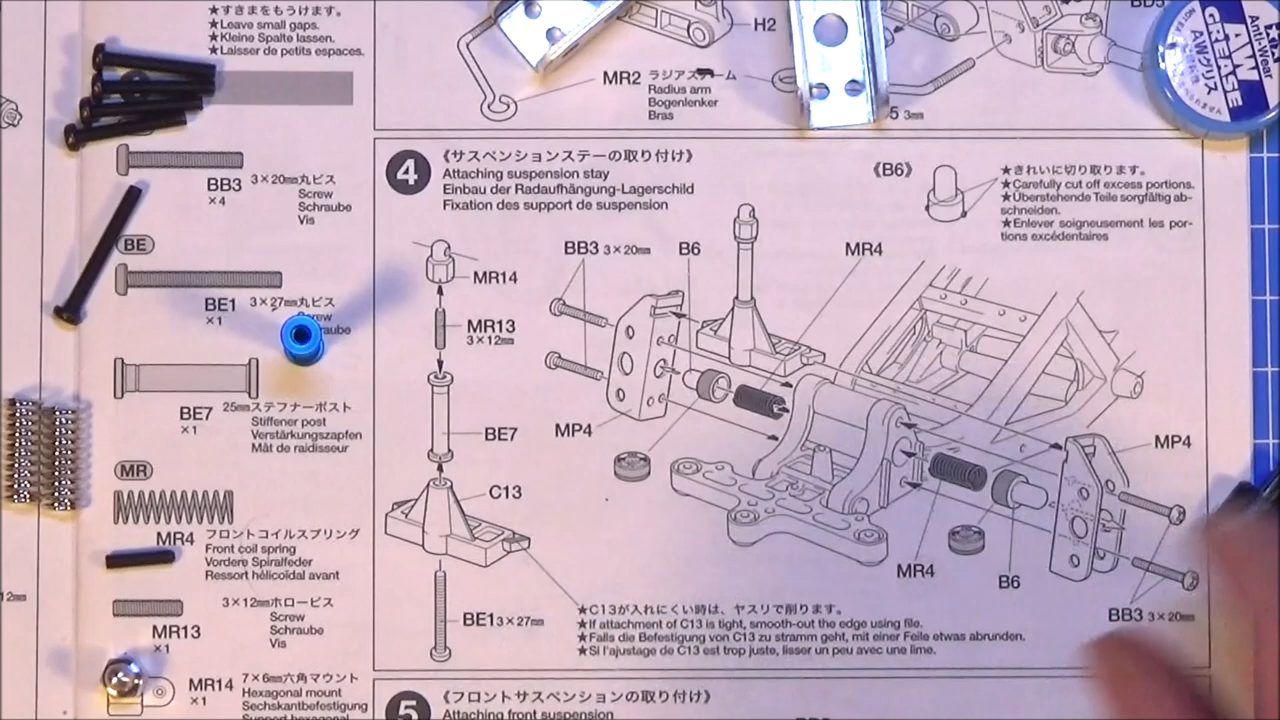 ★すきまをもうけます。
★Leave small gaps.
★Kleine Spalte lassen.
★Laisser de petits espaces.
BB3 ×4
3×20㎜丸ビス
Screw
Schraube
Vis
BE
BE1 ×1
3×27㎜丸ビス
BE7 ×1
25㎜ステフナーポスト
Stiffener post
Verstärkungszapfen
Mât de raidisseur
MR
MR4
フロントコイルスプリング
Front coil spring
Vordere Spiralfeder
Ressort hélicoïdal avant
MR13 ×1
3×12㎜ホロービス
Screw
Schraube
Vis
MR14 ×1
7×6㎜六角マウント
Hexagonal mount
Sechskantbefestigung
Support hexagonal
12㎜
H2
MR2
Radius arm
Bogenlenker
Bras
5 3㎜
BD5
Anti-Wear
AW
GREASE
AWグリス
4
《サスペンションステーの取り付け》
Attaching suspension stay
Einbau der Radaufhängung-Lagerschild
Fixation des support de suspension
《B6》
★きれいに切り取ります。
★Carefully cut off excess portions.
★Überstehende Teile sorgfältig ab-
schneiden.
★Enlever soigneusement les por-
tions excédentaires
MR14
MR13
3×12㎜
BE7
C13
BE1 3×27㎜
BB3 3×20㎜
B6
MR4
MP4
MP4
MR4
B6
BB3 3×20㎜
★C13が入れにくい時は、ヤスリで削ります。
★If attachment of C13 is tight, smooth-out the edge using file.
★Falls die Befestigung von C13 zu stramm geht, mit einer Feile etwas abrunden.
★Si l'ajustage de C13 est trop juste, lisser un peu avec une lime.
5
《フロントサスペンションの取り付け》
Attaching front suspension